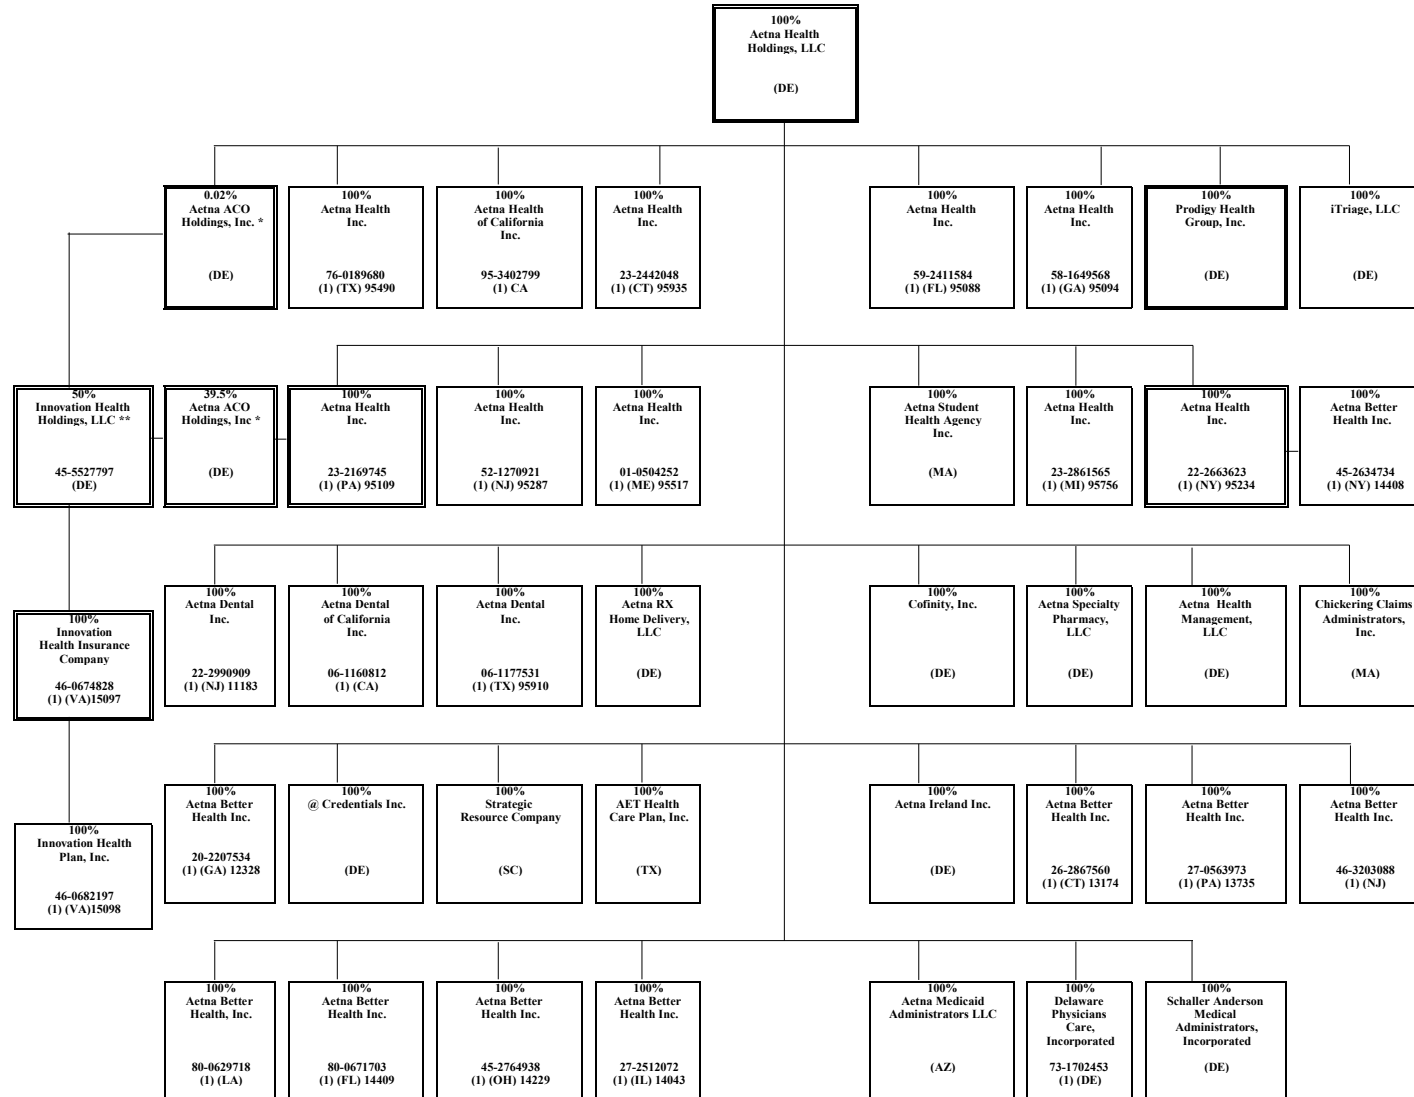 100%
Aetna Health
Holdings, LLC
(DE)
0.02%
Aetna ACO
Holdings, Inc. *
(DE)
100%
Aetna Health
Inc.
76-0189680
(1) (TX) 95490
100%
Aetna Health
of California
Inc.
95-3402799
(1) CA
100%
Aetna Health
Inc.
23-2442048
(1) (CT) 95935
100%
Aetna Health
Inc.
59-2411584
(1) (FL) 95088
100%
Aetna Health
Inc.
58-1649568
(1) (GA) 95094
100%
Prodigy Health
Group, Inc.
(DE)
100%
iTriage, LLC
(DE)
50%
Innovation Health
Holdings, LLC **
45-5527797
(DE)
39.5%
Aetna ACO
Holdings, Inc *
(DE)
100%
Aetna Health
Inc.
23-2169745
(1) (PA) 95109
100%
Aetna Health
Inc.
52-1270921
(1) (NJ) 95287
100%
Aetna Health
Inc.
01-0504252
(1) (ME) 95517
100%
Aetna Student
Health Agency
Inc.
(MA)
100%
Aetna Health
Inc.
23-2861565
(1) (MI) 95756
100%
Aetna Health
Inc.
22-2663623
(1) (NY) 95234
100%
Aetna Better
Health Inc.
45-2634734
(1) (NY) 14408
100%
Innovation
Health Insurance
Company
46-0674828
(1) (VA)15097
100%
Aetna Dental
Inc.
22-2990909
(1) (NJ) 11183
100%
Aetna Dental
of California
Inc.
06-1160812
(1) (CA)
100%
Aetna Dental
Inc.
06-1177531
(1) (TX) 95910
100%
Aetna RX
Home Delivery,
LLC
(DE)
100%
Cofinity, Inc.
(DE)
100%
Aetna Specialty
Pharmacy,
LLC
(DE)
100%
Aetna  Health
Management,
LLC
(DE)
100%
Chickering Claims
Administrators,
Inc.
(MA)
100%
Innovation Health
Plan, Inc.
46-0682197
(1) (VA)15098
100%
Aetna Better
Health Inc.
20-2207534
(1) (GA) 12328
100%
@ Credentials Inc.
(DE)
100%
Strategic
Resource Company
(SC)
100%
AET Health
Care Plan, Inc.
(TX)
100%
Aetna Ireland Inc.
(DE)
100%
Aetna Better
Health Inc.
26-2867560
(1) (CT) 13174
100%
Aetna Better
Health Inc.
27-0563973
(1) (PA) 13735
100%
Aetna Better
Health Inc.
46-3203088
(1) (NJ)
100%
Aetna Better
Health, Inc.
80-0629718
(1) (LA)
100%
Aetna Better
Health Inc.
80-0671703
(1) (FL) 14409
100%
Aetna Better
Health Inc.
45-2764938
(1) (OH) 14229
100%
Aetna Better
Health Inc.
27-2512072
(1) (IL) 14043
100%
Aetna Medicaid
Administrators LLC
(AZ)
100%
Delaware
Physicians
Care,
Incorporated
73-1702453
(1) (DE)
100%
Schaller Anderson
Medical
Administrators,
Incorporated
(DE)